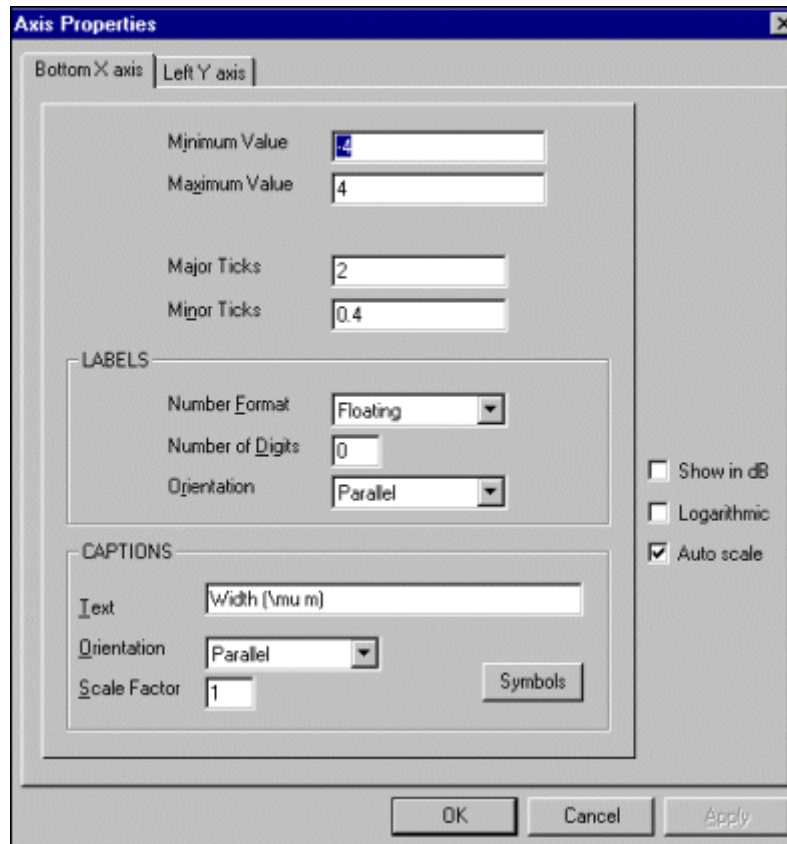 Axis Properties
Bottom X axis
Left Y axis
Minimum Value -4
Maximum Value 4
Major Ticks 2
Minor Ticks 0.4
LABELS
Number Format Floating
Number of Digits 0
Orientation Parallel
Show in dB
Logarithmic
Auto scale
CAPTIONS
Text Width (\mu m)
Orientation Parallel
Scale Factor 1
Symbols
OK Cancel Apply